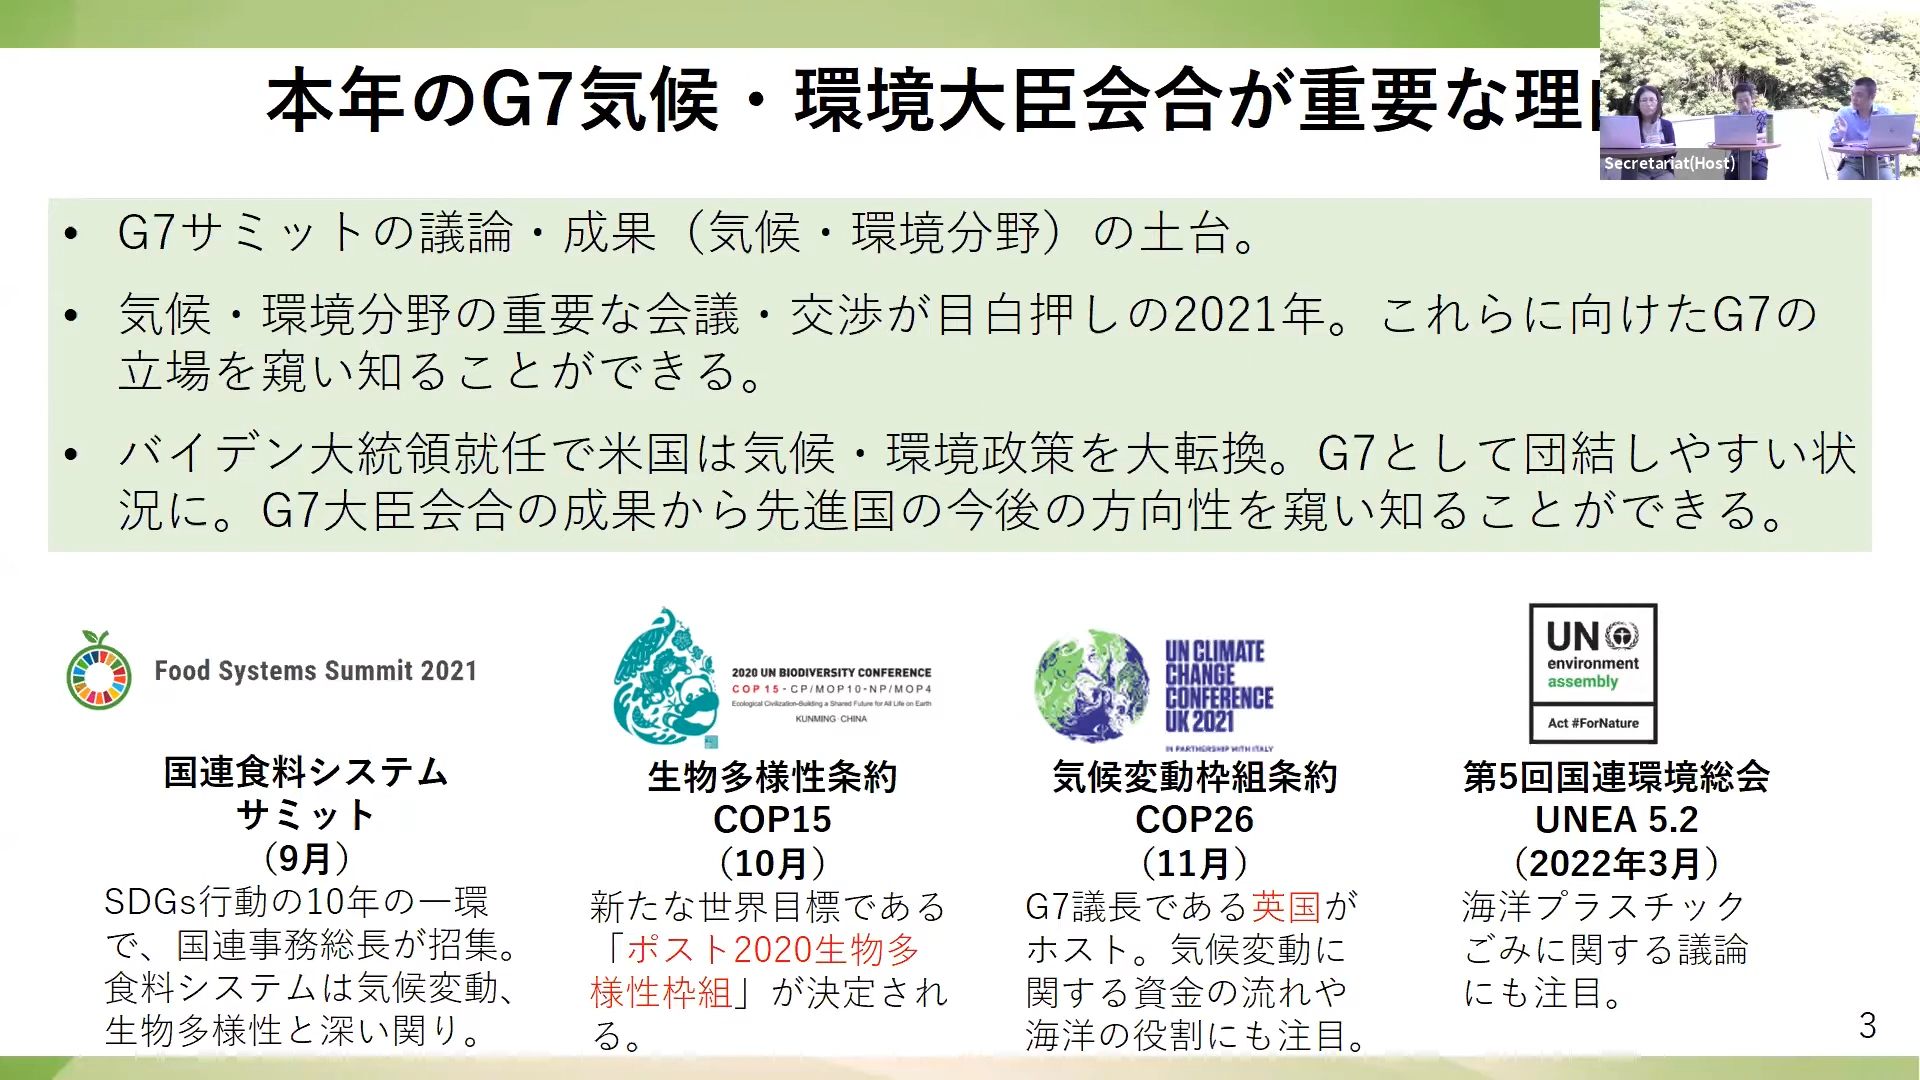 本年のG7気候・環境大臣会合が重要な理
Secretariat(Host)
• G7サミットの議論・成果（気候・環境分野）の土台。
• 気候・環境分野の重要な会議・交渉が目白押しの2021年。これらに向けたG7の
立場を窺い知ることができる。
• バイデン大統領就任で米国は気候・環境政策を大転換。G7として団結しやすい状
況に。G7大臣会合の成果から先進国の今後の方向性を窺い知ることができる。
Food Systems Summit 2021
国連食料システム
サミット
（9月）
SDGs行動の10年の一環
で、国連事務総長が招集。
食料システムは気候変動、
生物多様性と深い関り。
2020 UN BIODIVERSITY CONFERENCE
COP 15 - CP/MOP10-NP/MOP4
Ecological Civilization-Building a Shared Future for All Life on Earth
KUNMING·CHINA
生物多様性条約
COP15
（10月）
新たな世界目標である
「ポスト2020生物多
様性枠組」が決定され
る。
UN CLIMATE
CHANGE
CONFERENCE
UK 2021
IN PARTNERSHIP WITH ITALY
気候変動枠組条約
COP26
（11月）
G7議長である英国が
ホスト。気候変動に
関する資金の流れや
海洋の役割にも注目。
UN
environment
assembly
Act #ForNature
第5回国連環境総会
UNEA 5.2
（2022年3月）
海洋プラスチック
ごみに関する議論
にも注目。
3